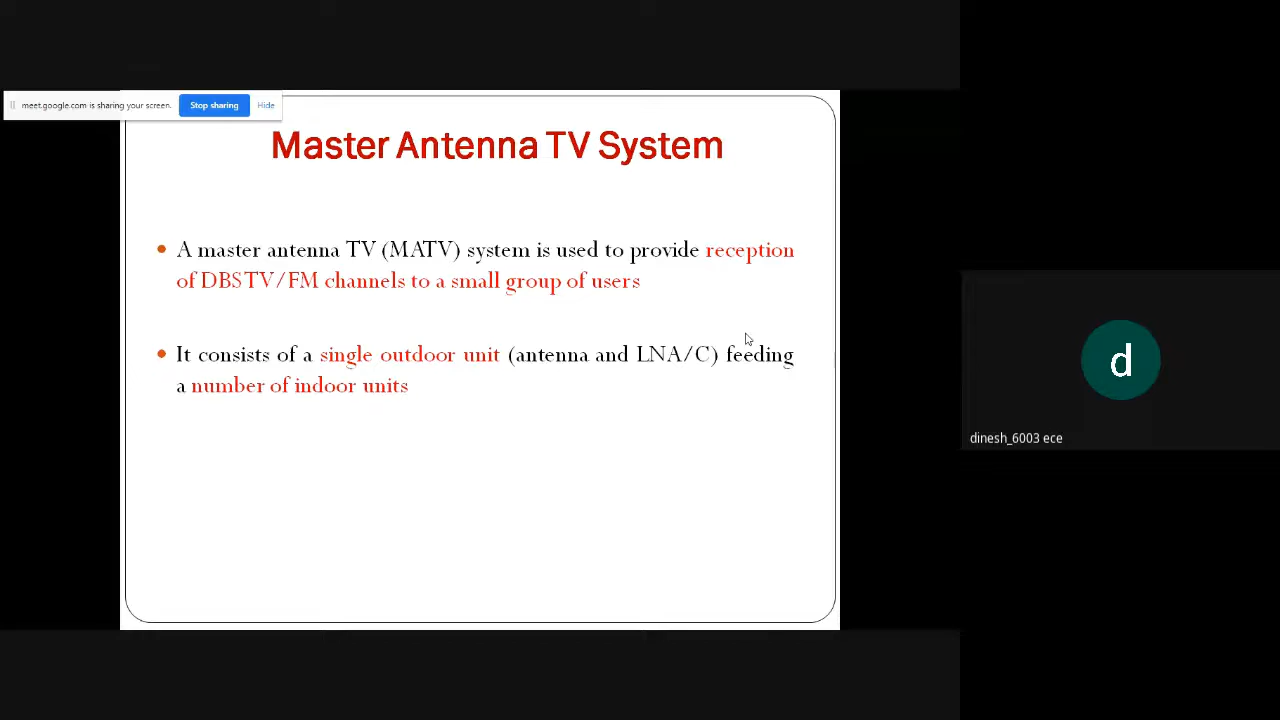 meet.google.com is sharing your screen.
Stop sharing
Hide
Master Antenna TV System
A master antenna TV (MATV) system is used to provide reception
of DBSTV/FM channels to a small group of users
It consists of a single outdoor unit (antenna and LNA/C) feeding
a number of indoor units
d
dinesh_6003 ece